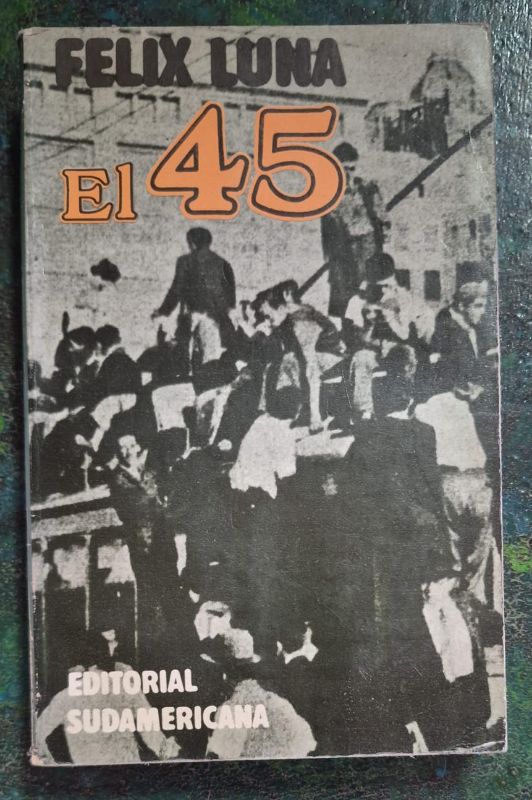 FELIX LUNA
El 45
EDITORIAL
SUDAMERICANA